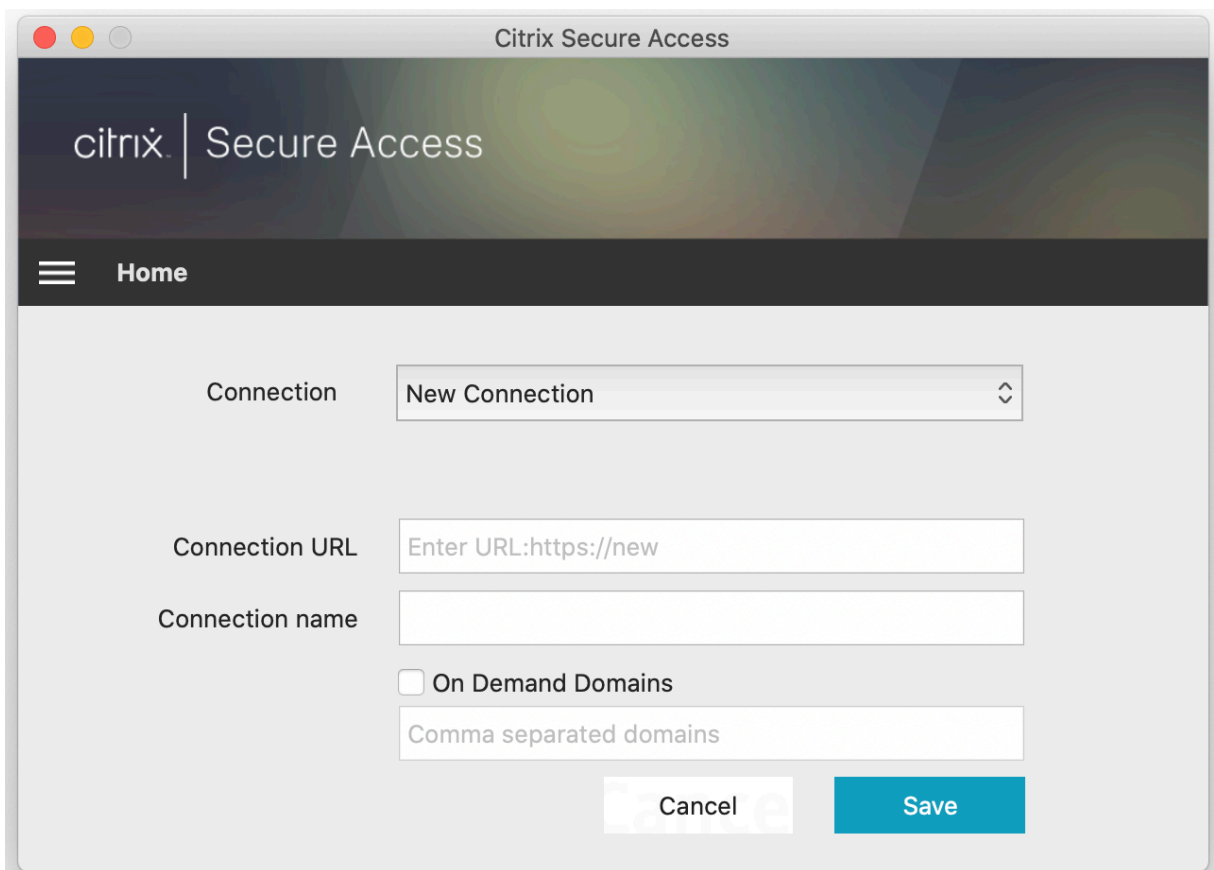 Citrix Secure Access
citrix. | Secure Access
Home
Connection New Connection
Connection URL Enter URL:https://new
Connection name
On Demand Domains
Comma separated domains
Cancel Save